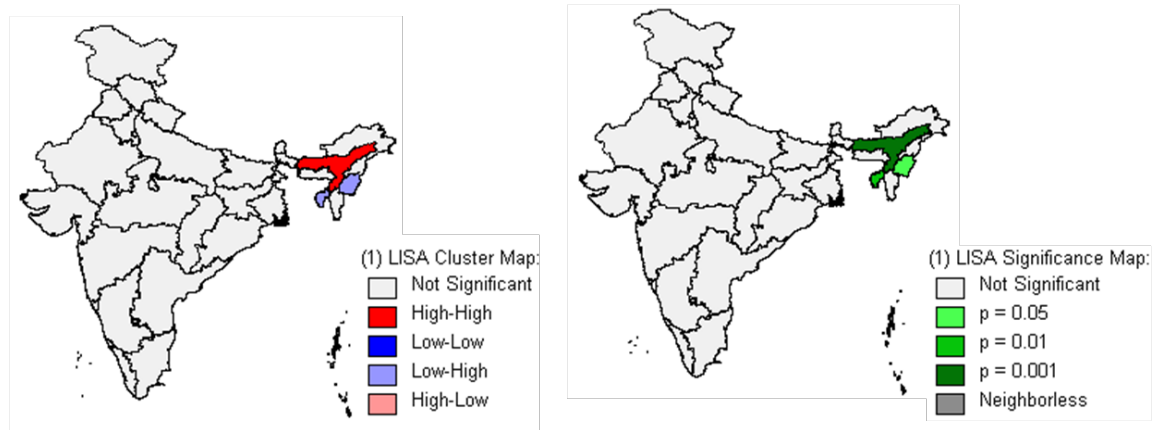 (1) LISA Cluster Map:
Not Significant
High-High
Low-Low
Low-High
High-Low
(1) LISA Significance Map:
Not Significant
p = 0.05
p = 0.01
p = 0.001
Neighborless